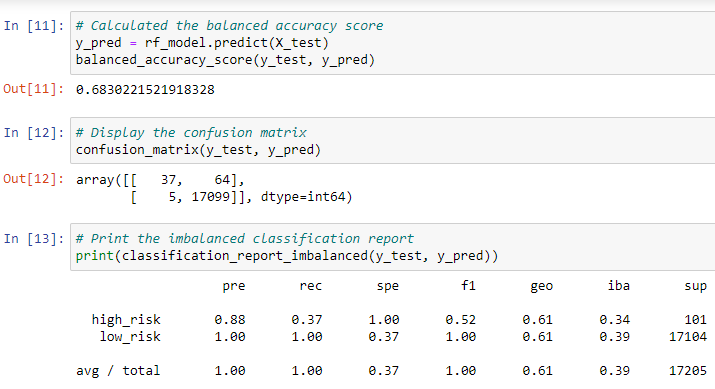 In [11]: # Calculated the balanced accuracy score
y_pred = rf_model.predict(X_test)
balanced_accuracy_score(y_test, y_pred)
Out[11]: 0.6830221521918328
In [12]: # Display the confusion matrix
confusion_matrix(y_test, y_pred)
Out[12]: array([[   37,    64],
       [    5, 17099]], dtype=int64)
In [13]: # Print the imbalanced classification report
print(classification_report_imbalanced(y_test, y_pred))
pre rec spe f1 geo iba sup
high_risk 0.88 0.37 1.00 0.52 0.61 0.34 101
low_risk 1.00 1.00 0.37 1.00 0.61 0.39 17104
avg / total 1.00 1.00 0.37 1.00 0.61 0.39 17205